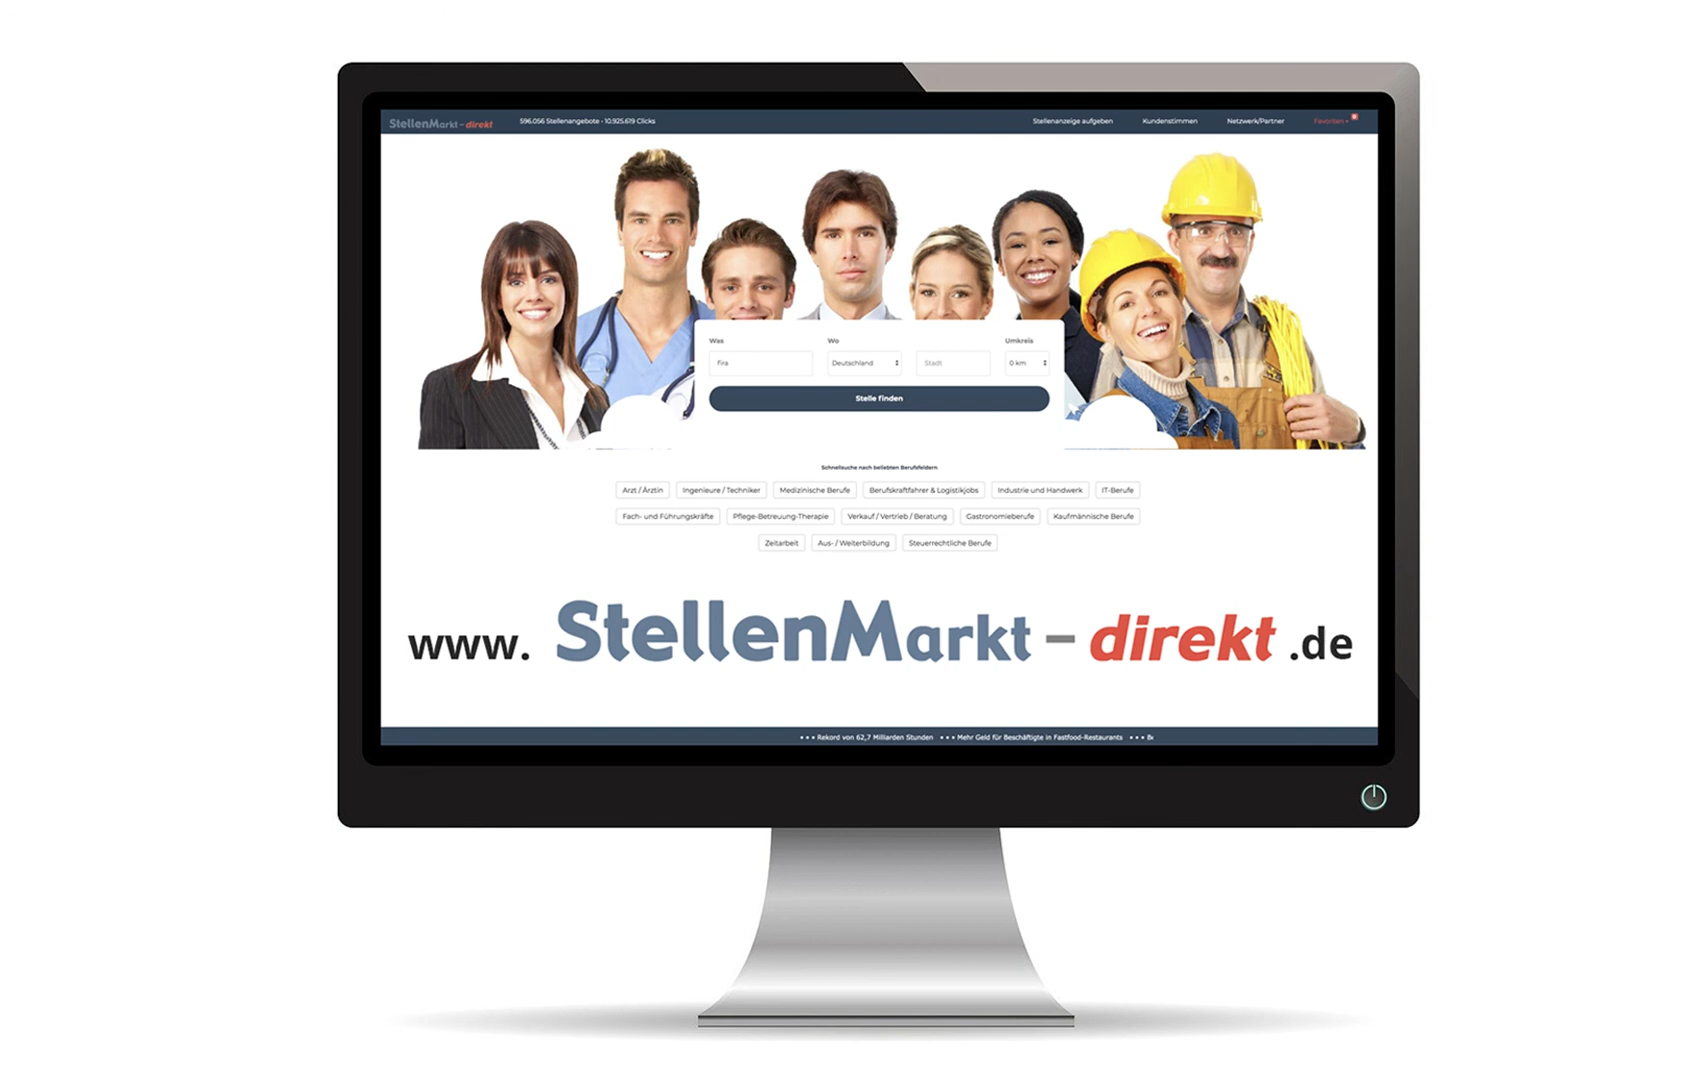 StellenMarkt - direkt 596.056 Stellenangebote - 10.925.619 Clicks Stellenanzeige aufgeben Kundenstimmen Netzwerk/Partner Favoriten
Was Wo Umkreis
fira Deutschland Stadt 0 km
Stelle finden
Schnellsuche nach beliebten Berufsfeldern
Arzt / Ärztin Ingenieure / Techniker Medizinische Berufe Berufskraftfahrer & Logistikjobs Industrie und Handwerk IT-Berufe
Fach- und Führungskräfte Pflege-Betreuung-Therapie Verkauf / Vertrieb / Beratung Gastronomieberufe Kaufmännische Berufe
Zeitarbeit Aus- / Weiterbildung Steuerrechtliche Berufe
www. StellenMarkt - direkt .de
• • • Rekord von 62,7 Milliarden Stunden • • • Mehr Geld für Beschäftigte in Fastfood-Restaurants • • •